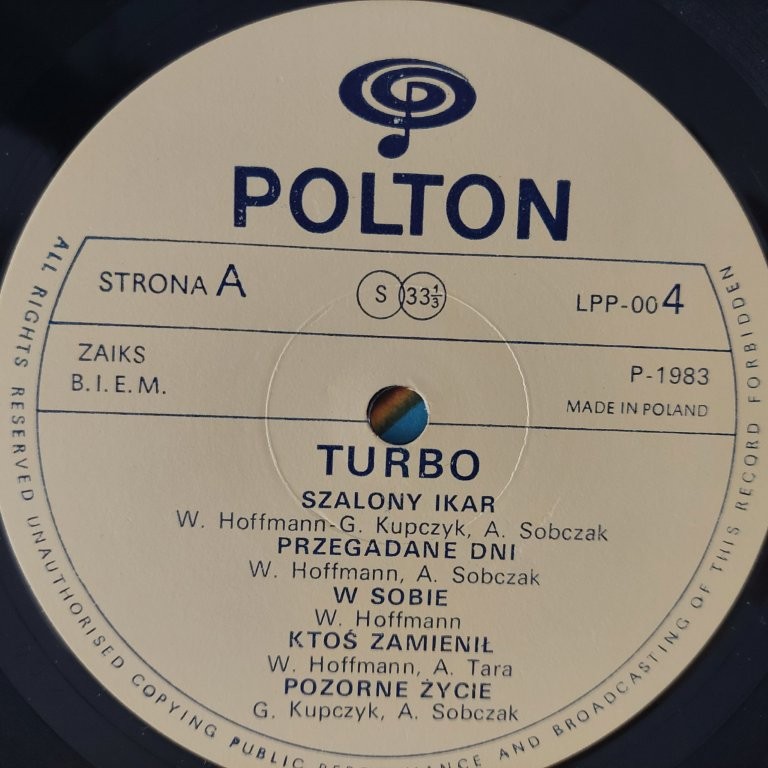 POLTON
STRONA A
S
33⅓
LPP-004
ZAIKS
B.I.E.M.
P-1983
MADE IN POLAND
TURBO
SZALONY IKAR
W. Hoffmann-G. Kupczyk, A. Sobczak
PRZEGADANE DNI
W. Hoffmann, A. Sobczak
W SOBIE
W. Hoffmann
KTOŚ ZAMIENIŁ
W. Hoffmann, A. Tara
POZORNE ŻYCIE
G. Kupczyk, A. Sobczak
ALL RIGHTS RESERVED UNAUTHORISED COPYING PUBLIC AND BROADCASTING OF THIS RECORD FORBIDDEN